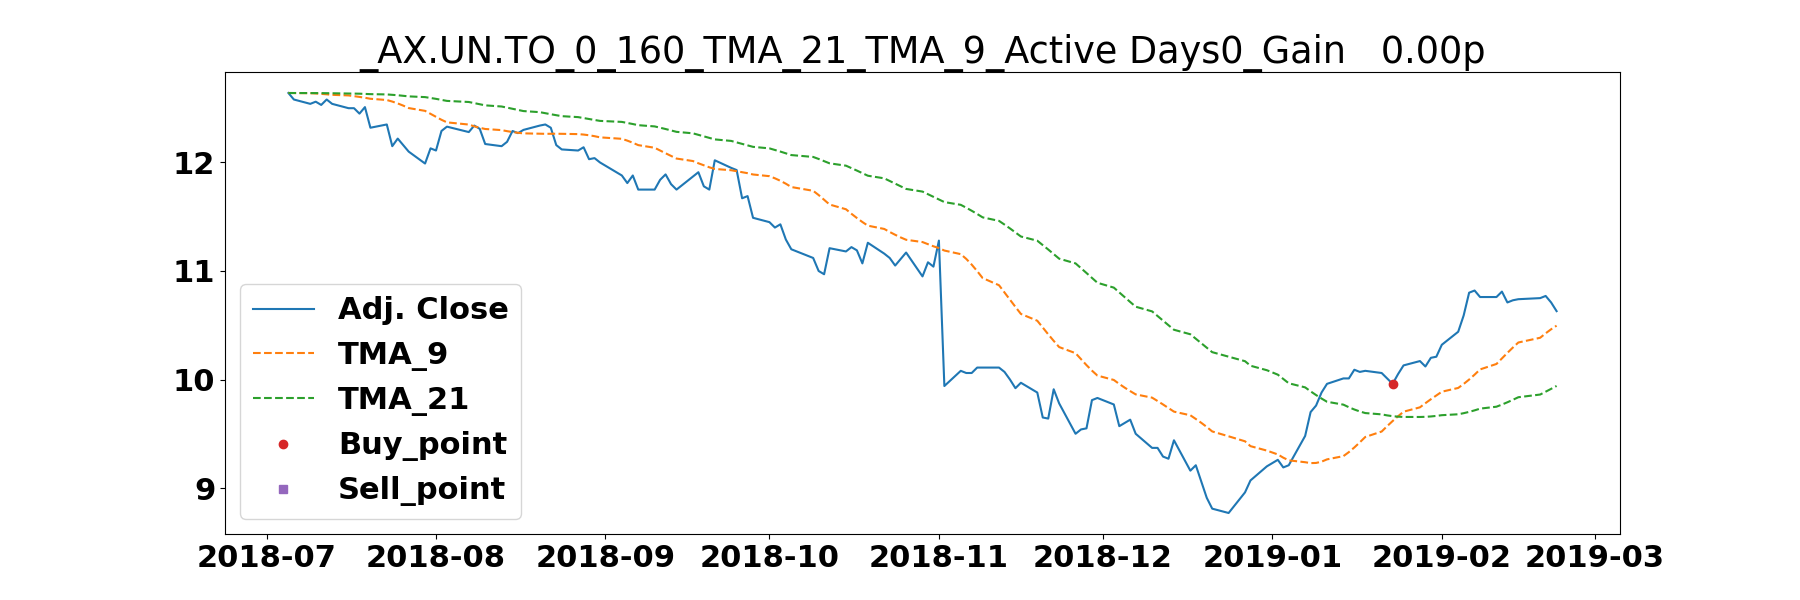 _AX.UN.TO_0_160_TMA_21_TMA_9_Active Days0_Gain   0.00p
12
11
10
9
Adj. Close
TMA_9
TMA_21
Buy_point
Sell_point
2018-07 2018-08 2018-09 2018-10 2018-11 2018-12 2019-01 2019-02 2019-03